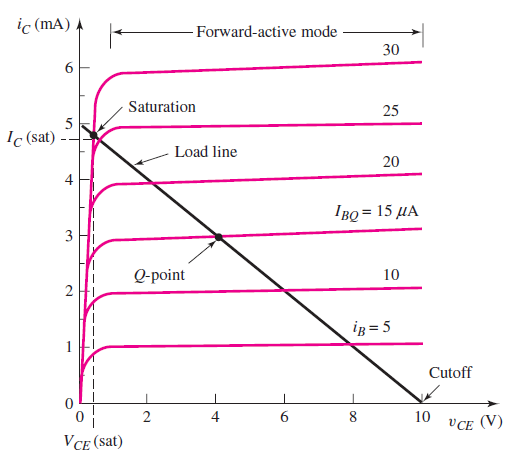 i_C (mA)
Forward-active mode
30
6
Saturation
25
5
I_C (sat)
Load line
20
4
I_BQ = 15 μA
3
Q-point
10
2
i_B = 5
1
Cutoff
0
0 2 4 6 8 10 v_CE (V)
V_CE (sat)